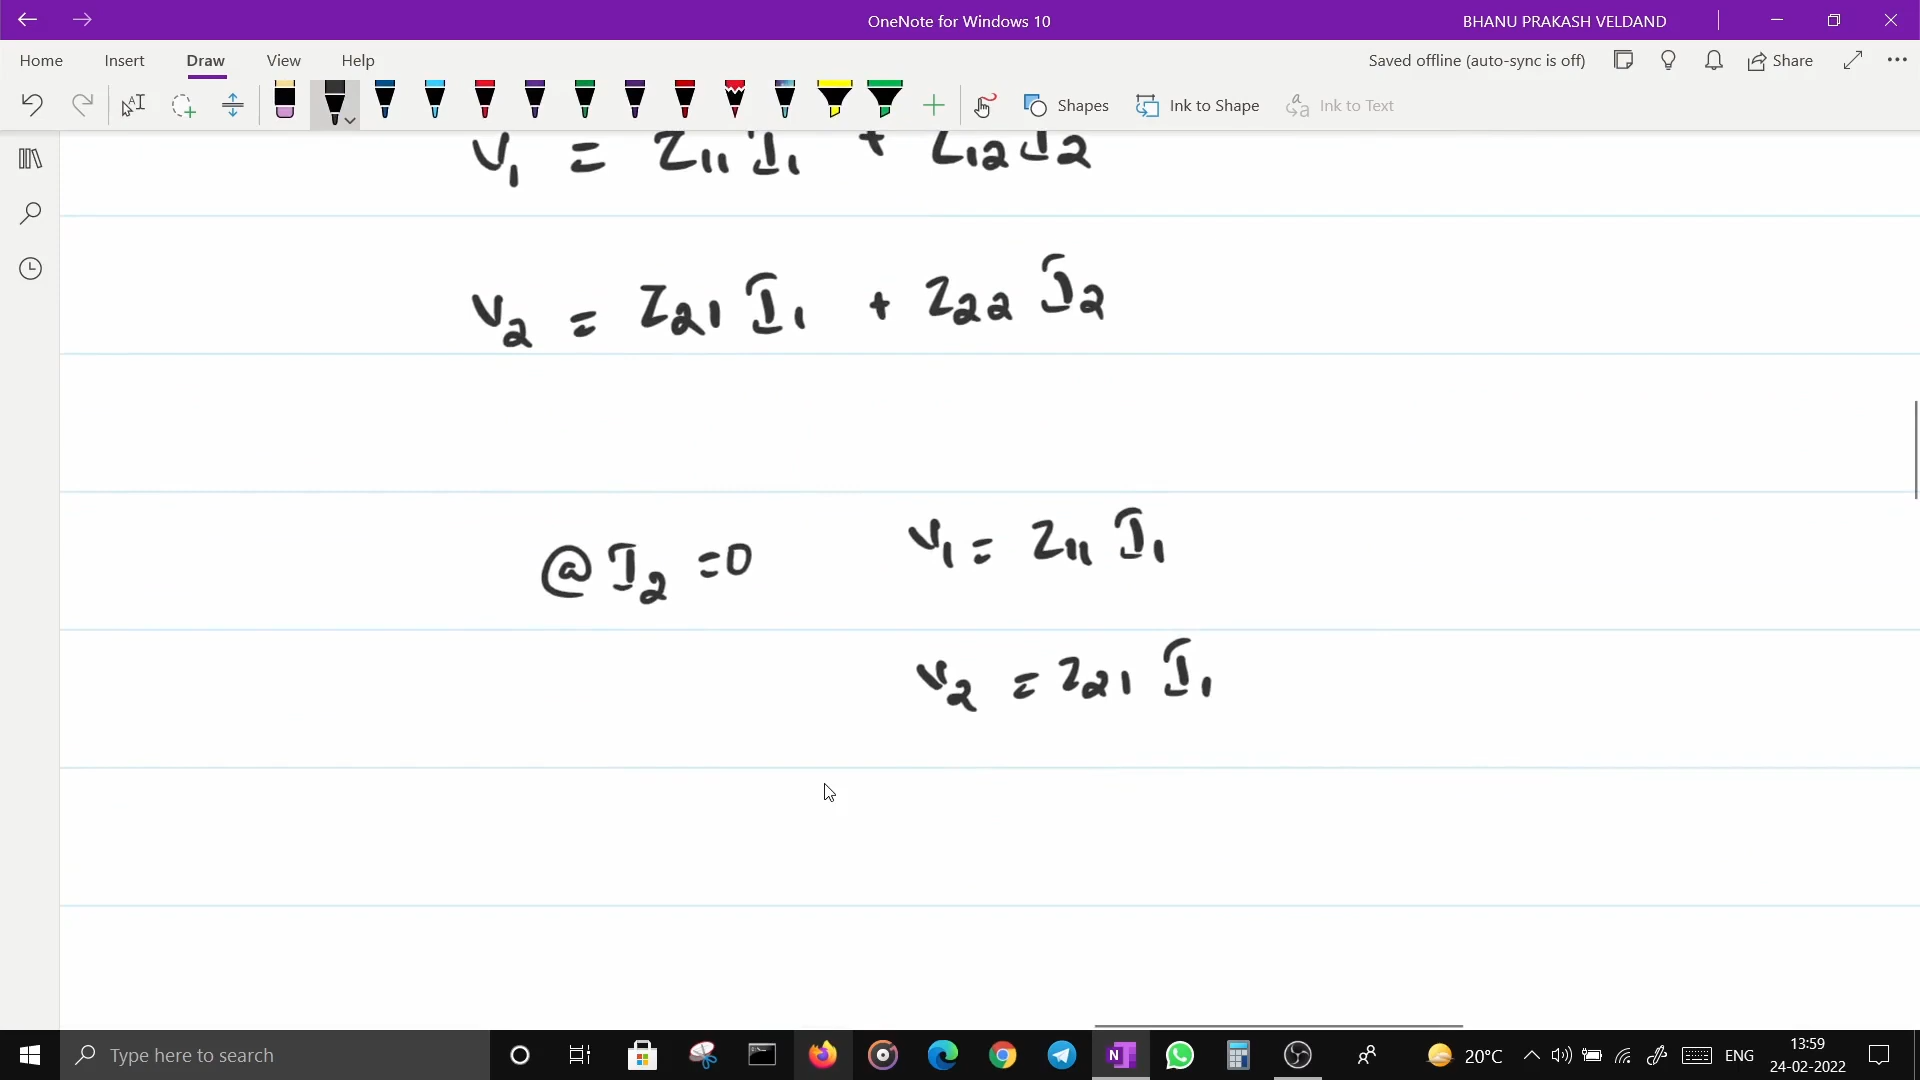 OneNote for Windows 10
BHANU PRAKASH VELDAND
Home Insert Draw View Help
Saved offline (auto-sync is off)
Share
Shapes
Ink to Shape
Ink to Text
V1 = Z11 I1 + Z12 I2
V2 = Z21 I1 + Z22 I2
@ I2 = 0
V1 = Z11 I1
V2 = Z21 I1
Type here to search
20°C
ENG
13:59
24-02-2022